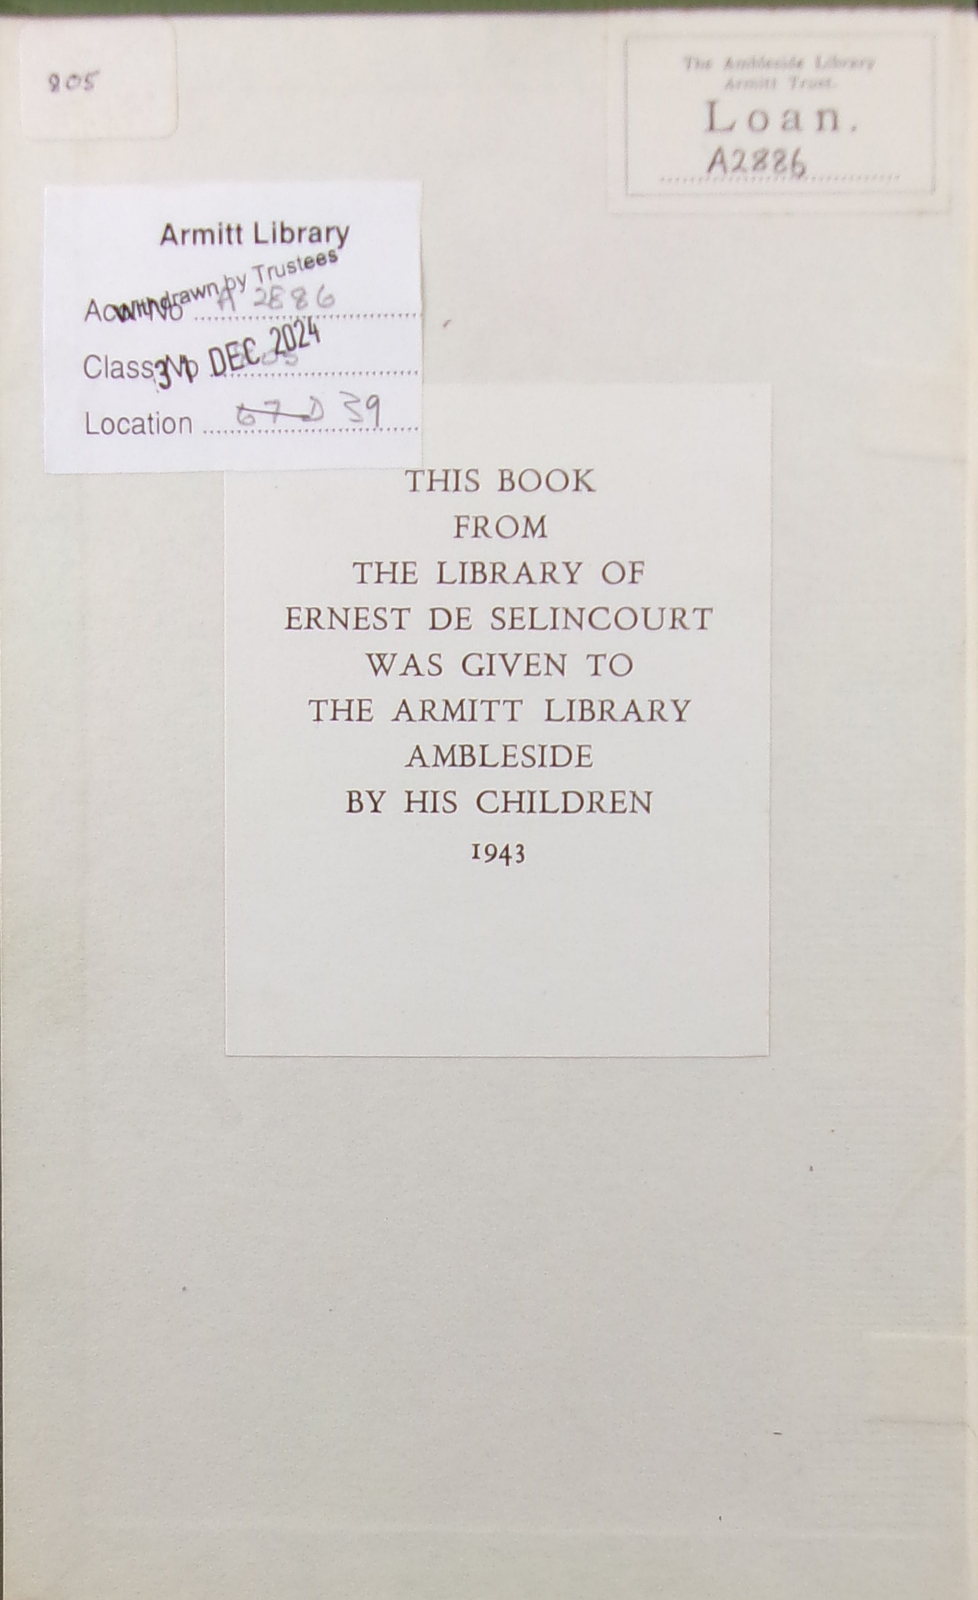 805
The Ambleside Library
Armitt Trust.
Loan.
A2886
Armitt Library
Withdrawn by Trustees
A 2886
Class No
DEC 2024
Location 67 D 39
THIS BOOK
FROM
THE LIBRARY OF
ERNEST DE SELINCOURT
WAS GIVEN TO
THE ARMITT LIBRARY
AMBLESIDE
BY HIS CHILDREN
1943